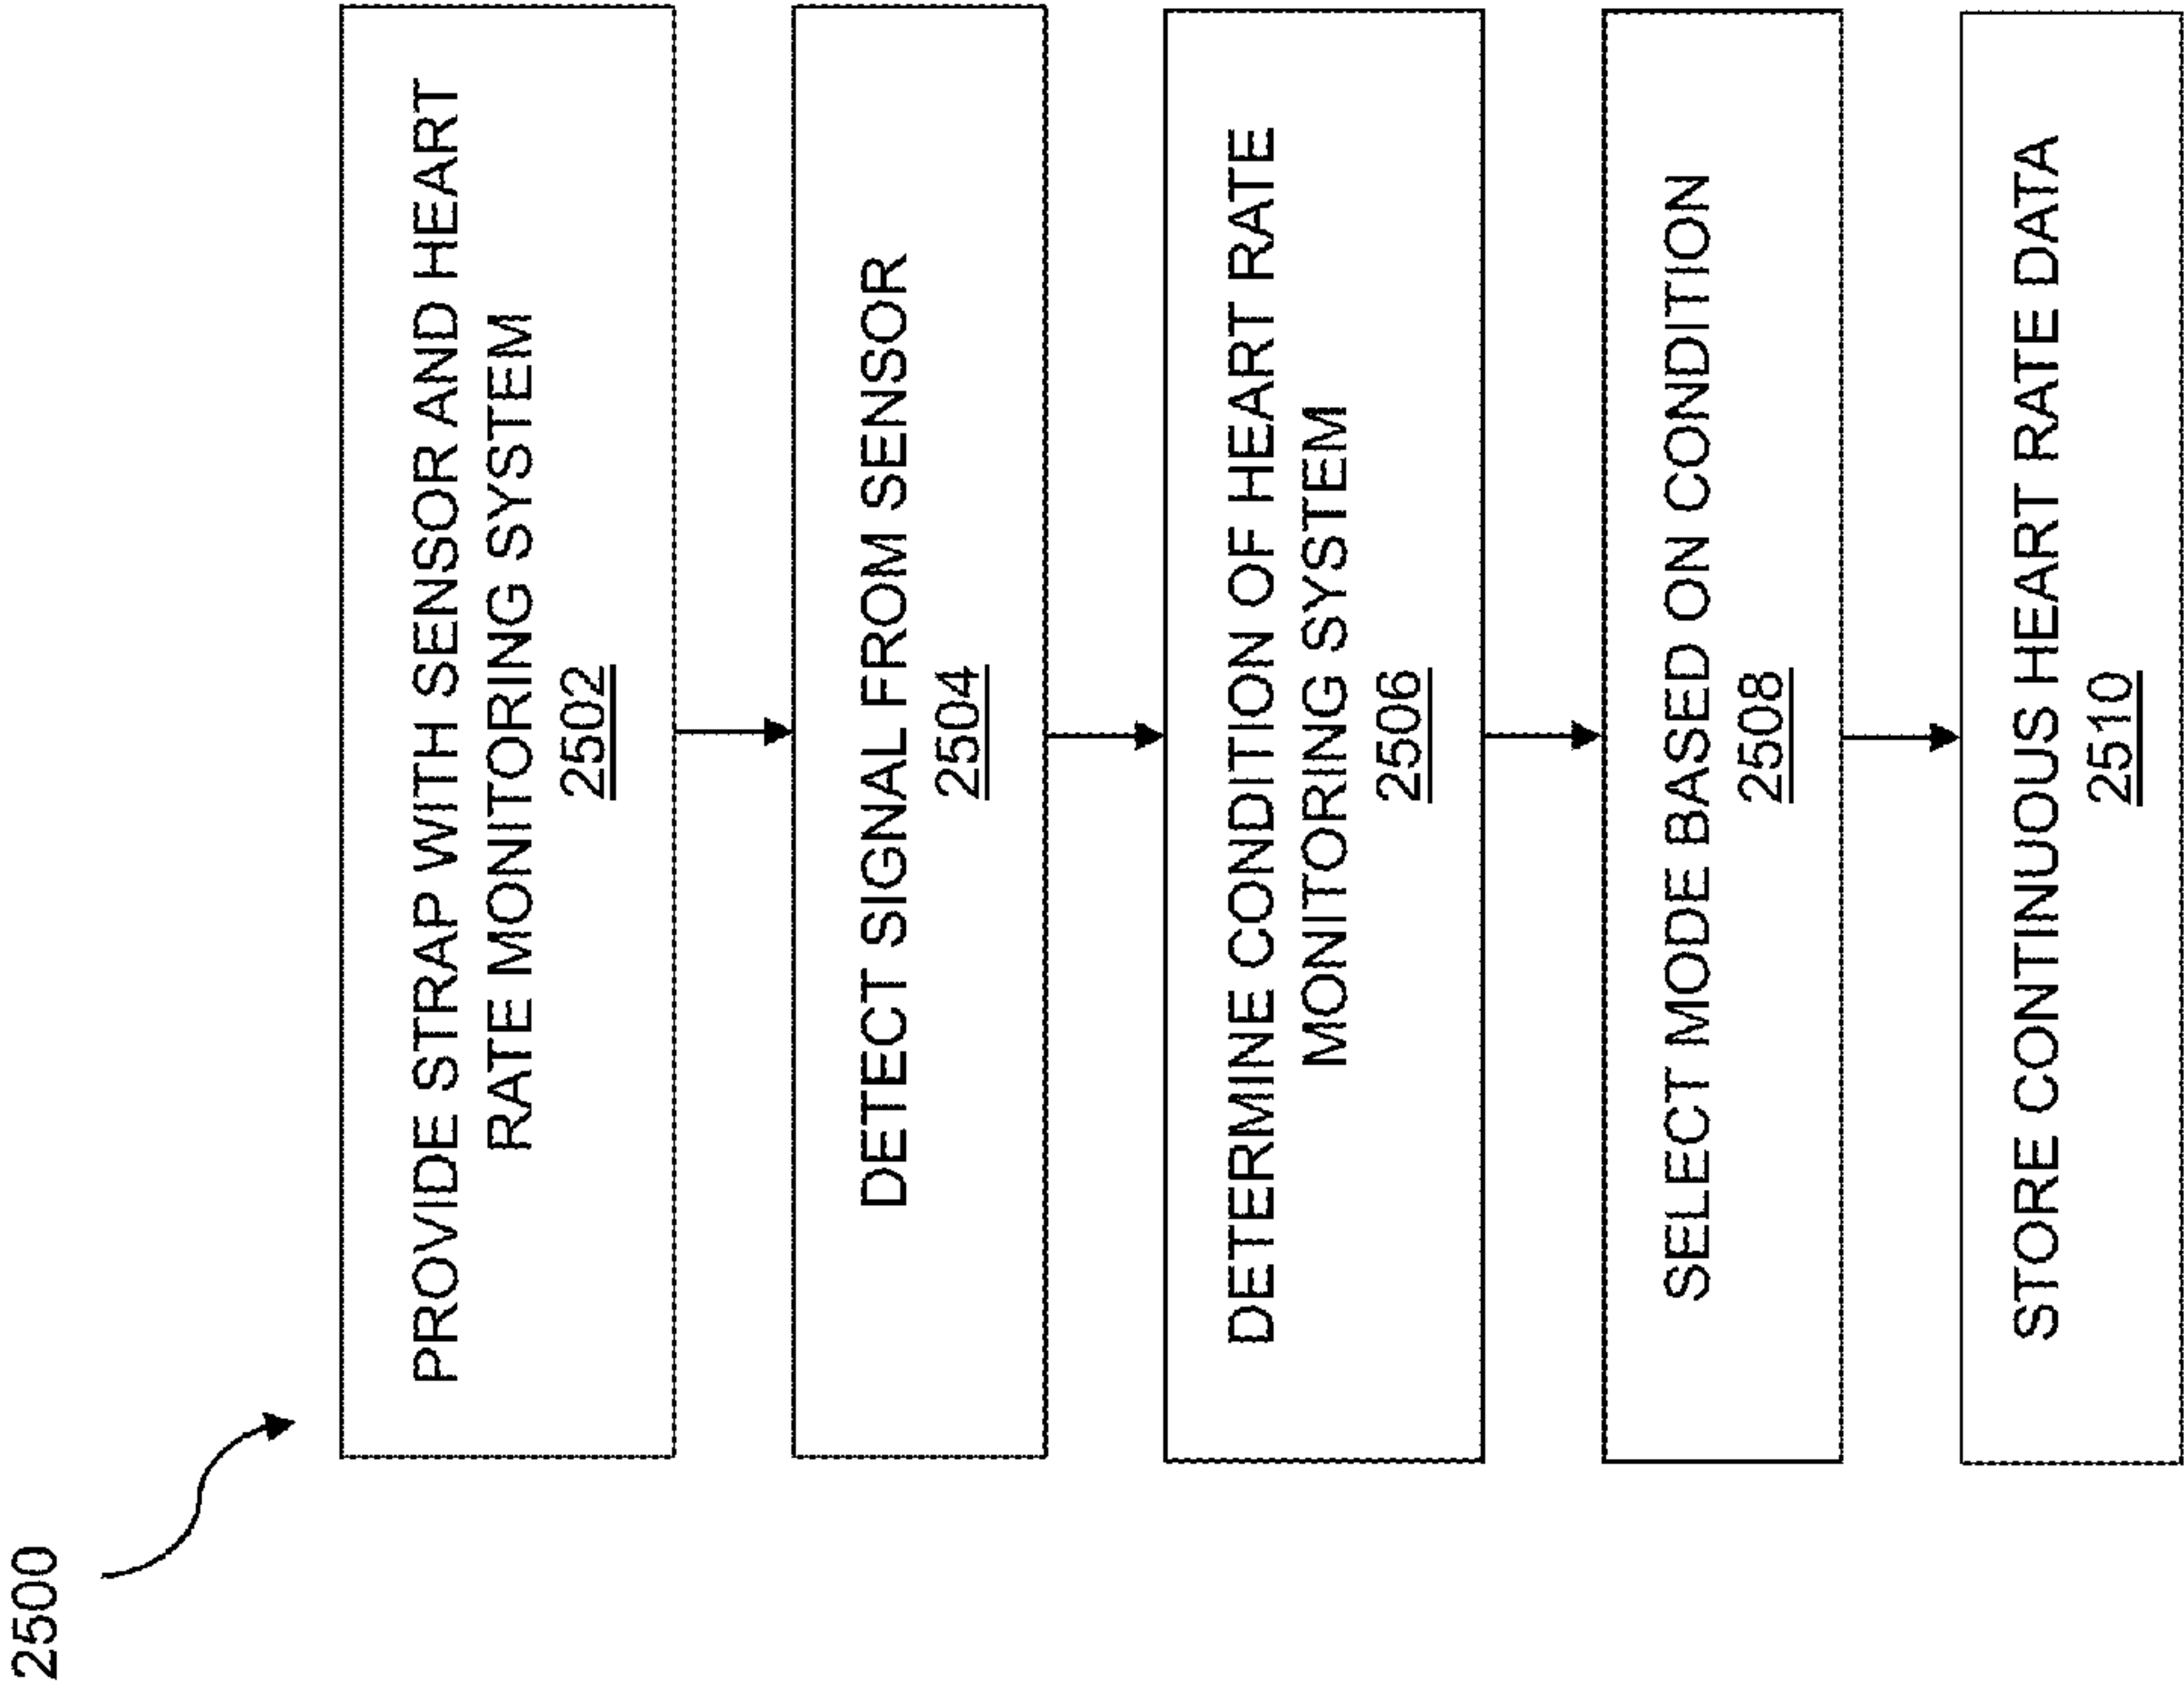 2500
PROVIDE STRAP WITH SENSOR AND HEART
RATE MONITORING SYSTEM
2502
DETECT SIGNAL FROM SENSOR
2504
DETERMINE CONDITION OF HEART RATE
MONITORING SYSTEM
2506
SELECT MODE BASED ON CONDITION
2508
STORE CONTINUOUS HEART RATE DATA
2510